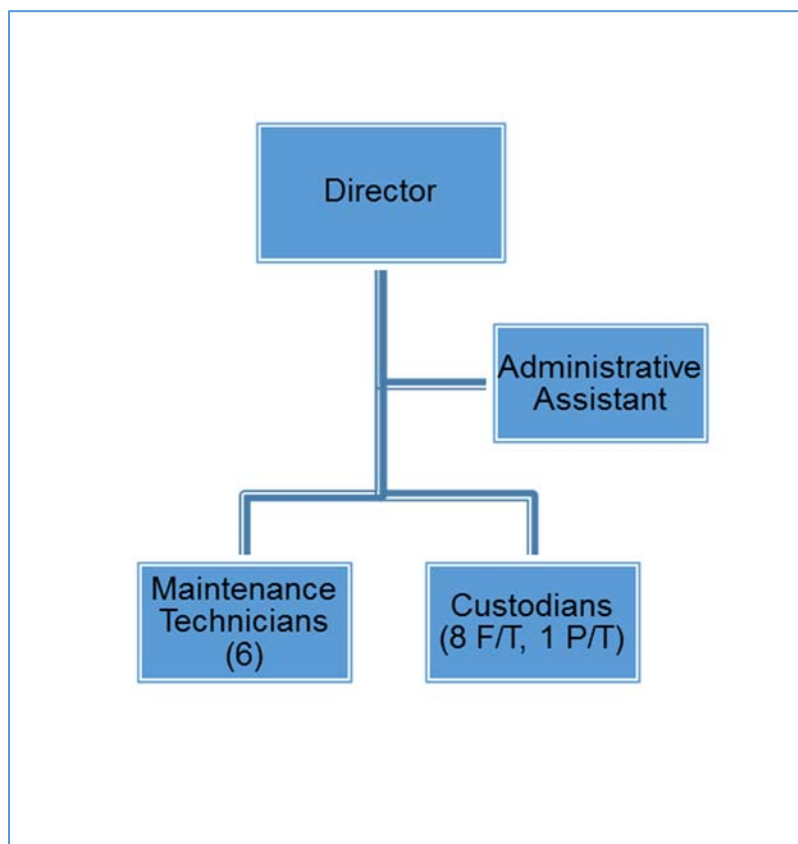 Director
Administrative
Assistant
Maintenance
Technicians
(6)
Custodians
(8 F/T, 1 P/T)